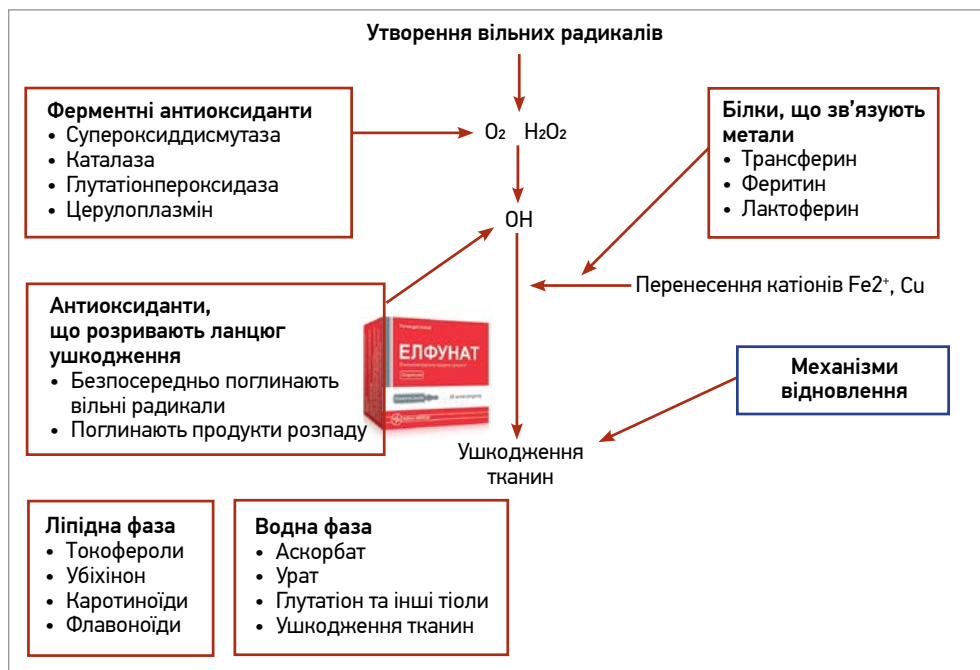 Утворення вільних радикалів
Ферментні антиоксиданти
• Супероксиддисмутаза
• Каталаза
• Глутатіонпероксидаза
• Церулоплазмін
O₂ H₂O₂
Білки, що зв’язують
метали
• Трансферин
• Феритин
• Лактоферин
OH
Перенесення катіонів Fe2⁺, Cu
Антиоксиданти,
що розривають ланцюг
ушкодження
• Безпосередньо поглинають
вільні радикали
• Поглинають продукти розпаду
ЕЛФУНАТ
Механізми
відновлення
Ушкодження
тканин
Ліпідна фаза
• Токофероли
• Убіхінон
• Каротиноїди
• Флавоноїди
Водна фаза
• Аскорбат
• Урат
• Глутатіон та інші тіоли
• Ушкодження тканин